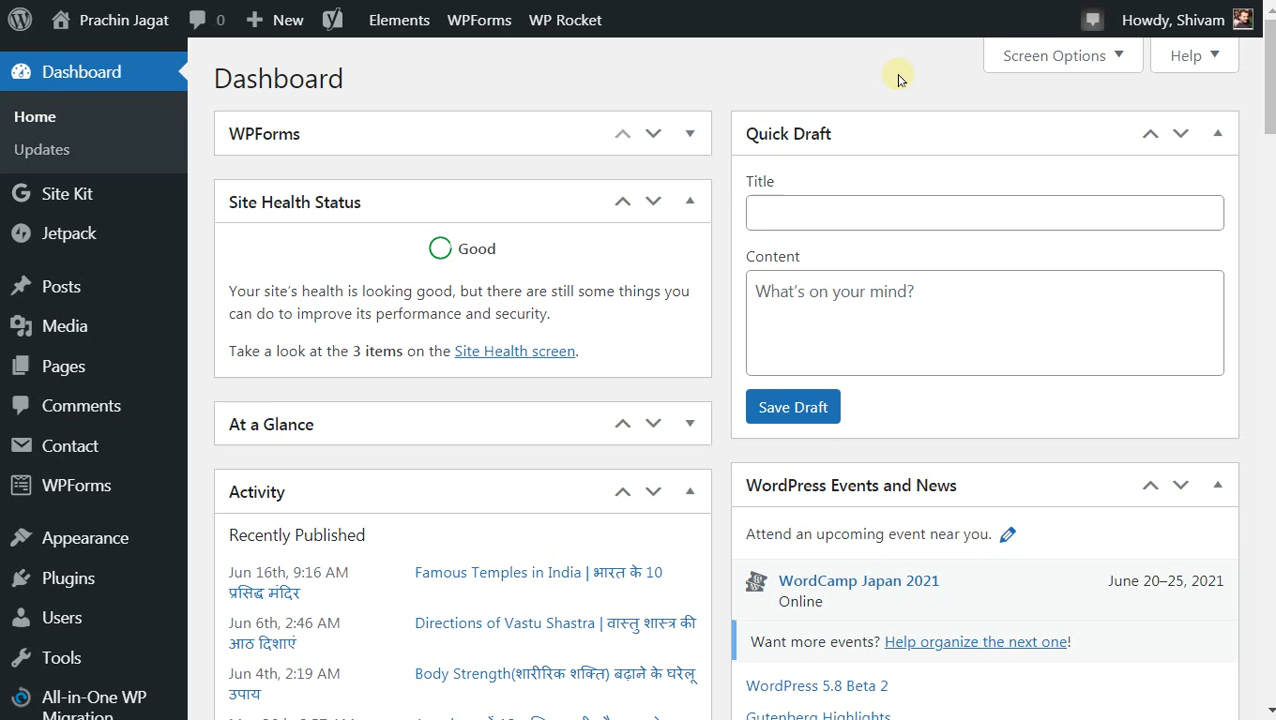 Prachin Jagat 0 New Elements WPForms WP Rocket Howdy, Shivam
Dashboard
Home
Updates
Site Kit
Jetpack
Posts
Media
Pages
Comments
Contact
WPForms
Appearance
Plugins
Users
Tools
All-in-One WP
Migration
Screen Options Help
Dashboard
WPForms
Site Health Status
Good
Your site's health is looking good, but there are still some things you
can do to improve its performance and security.
Take a look at the 3 items on the Site Health screen.
At a Glance
Activity
Recently Published
Jun 16th, 9:16 AM Famous Temples in India | भारत के 10
प्रसिद्ध मंदिर
Jun 6th, 2:46 AM Directions of Vastu Shastra | वास्तु शास्त्र की
आठ दिशाएं
Jun 4th, 2:19 AM Body Strength(शारीरिक शक्ति) बढ़ाने के घरेलू
उपाय
Quick Draft
Title
Content
What's on your mind?
Save Draft
WordPress Events and News
Attend an upcoming event near you.
WordCamp Japan 2021 June 20–25, 2021
Online
Want more events? Help organize the next one!
WordPress 5.8 Beta 2
Gutenberg Highlights